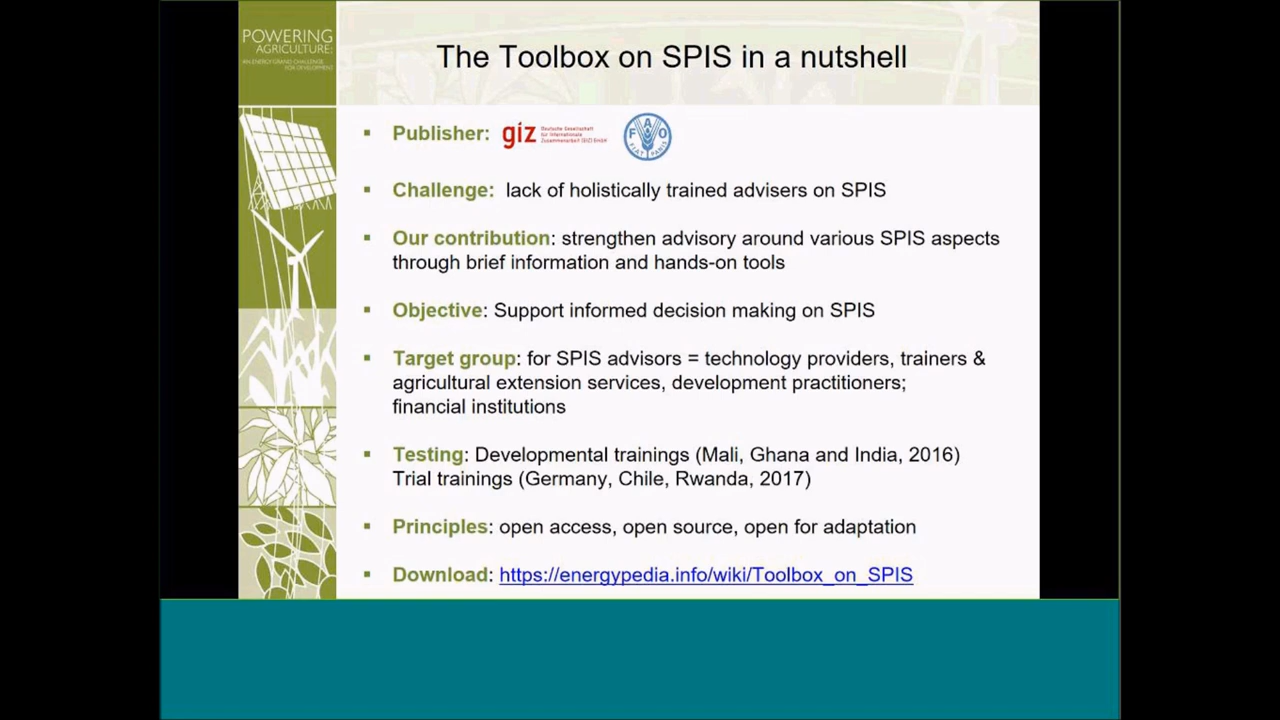 POWERING
AGRICULTURE:
AN ENERGY GRAND CHALLENGE
FOR DEVELOPMENT
The Toolbox on SPIS in a nutshell
▪ Publisher: giz Deutsche Gesellschaft
für Internationale
Zusammenarbeit (GIZ) GmbH
F A O
FIAT PANIS
▪ Challenge: lack of holistically trained advisers on SPIS
▪ Our contribution: strengthen advisory around various SPIS aspects
through brief information and hands-on tools
▪ Objective: Support informed decision making on SPIS
▪ Target group: for SPIS advisors = technology providers, trainers &
agricultural extension services, development practitioners;
financial institutions
▪ Testing: Developmental trainings (Mali, Ghana and India, 2016)
Trial trainings (Germany, Chile, Rwanda, 2017)
▪ Principles: open access, open source, open for adaptation
▪ Download: https://energypedia.info/wiki/Toolbox_on_SPIS